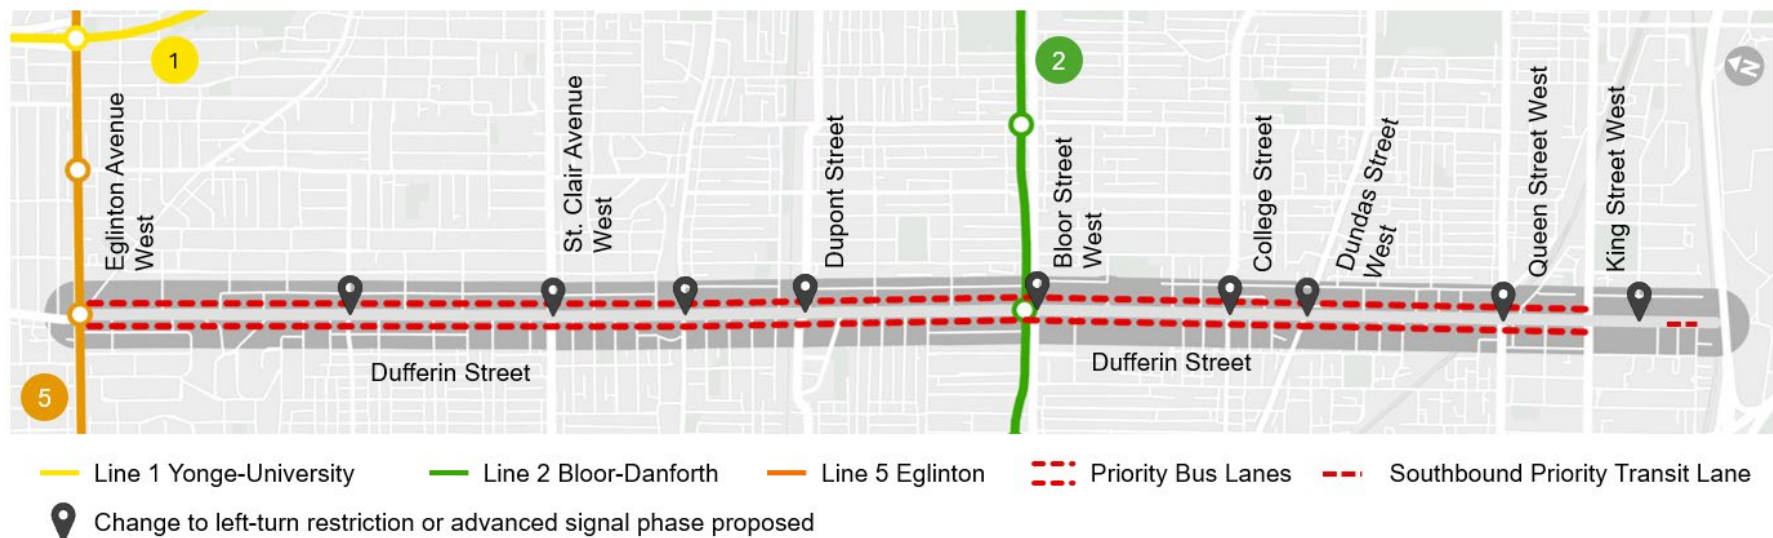 1
2
N
Eglinton Avenue
West
St. Clair Avenue
West
Dupont Street
Bloor Street
West
College Street
Dundas Street
West
Queen Street West
King Street West
Dufferin Street
Dufferin Street
5
Line 1 Yonge-University
Line 2 Bloor-Danforth
Line 5 Eglinton
Priority Bus Lanes
Southbound Priority Transit Lane
Change to left-turn restriction or advanced signal phase proposed